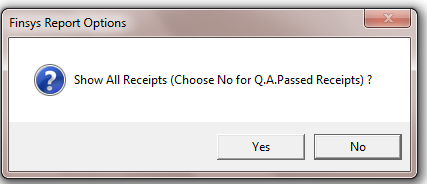 Finsys Report Options
Show All Receipts (Choose No for Q.A.Passed Receipts) ?
Yes
No